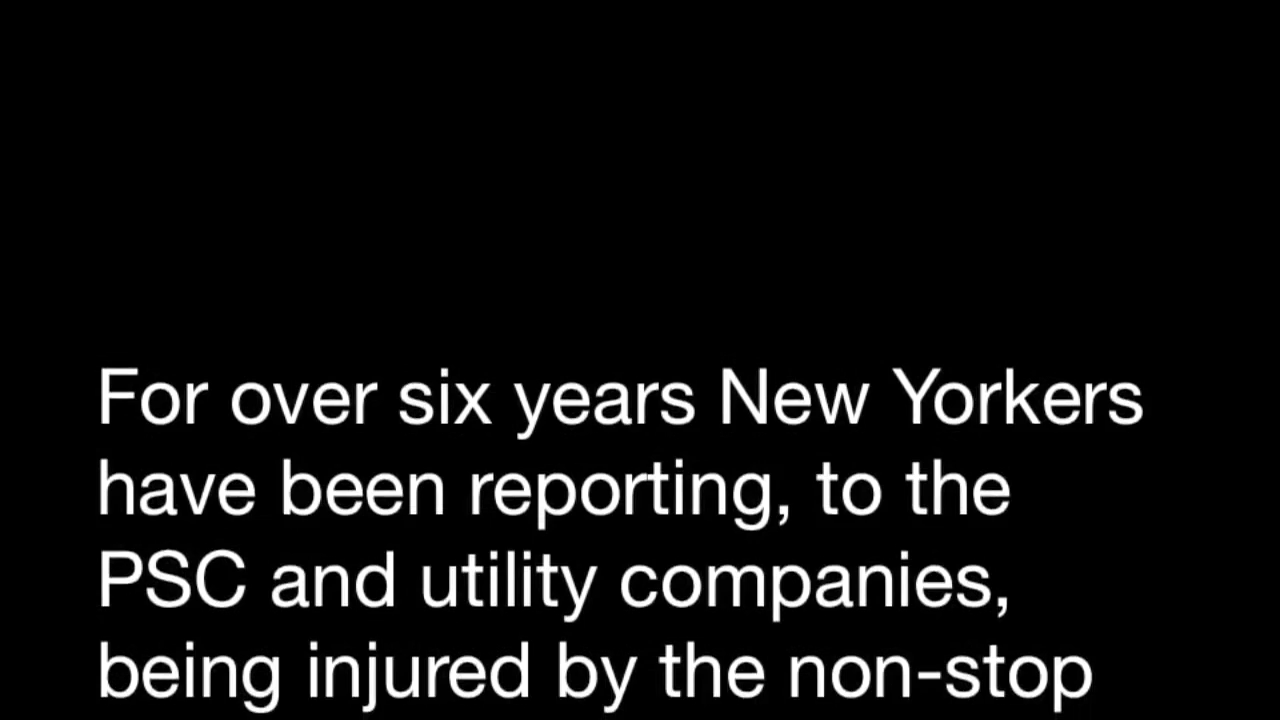 For over six years New Yorkers
have been reporting, to the
PSC and utility companies,
being injured by the non-stop